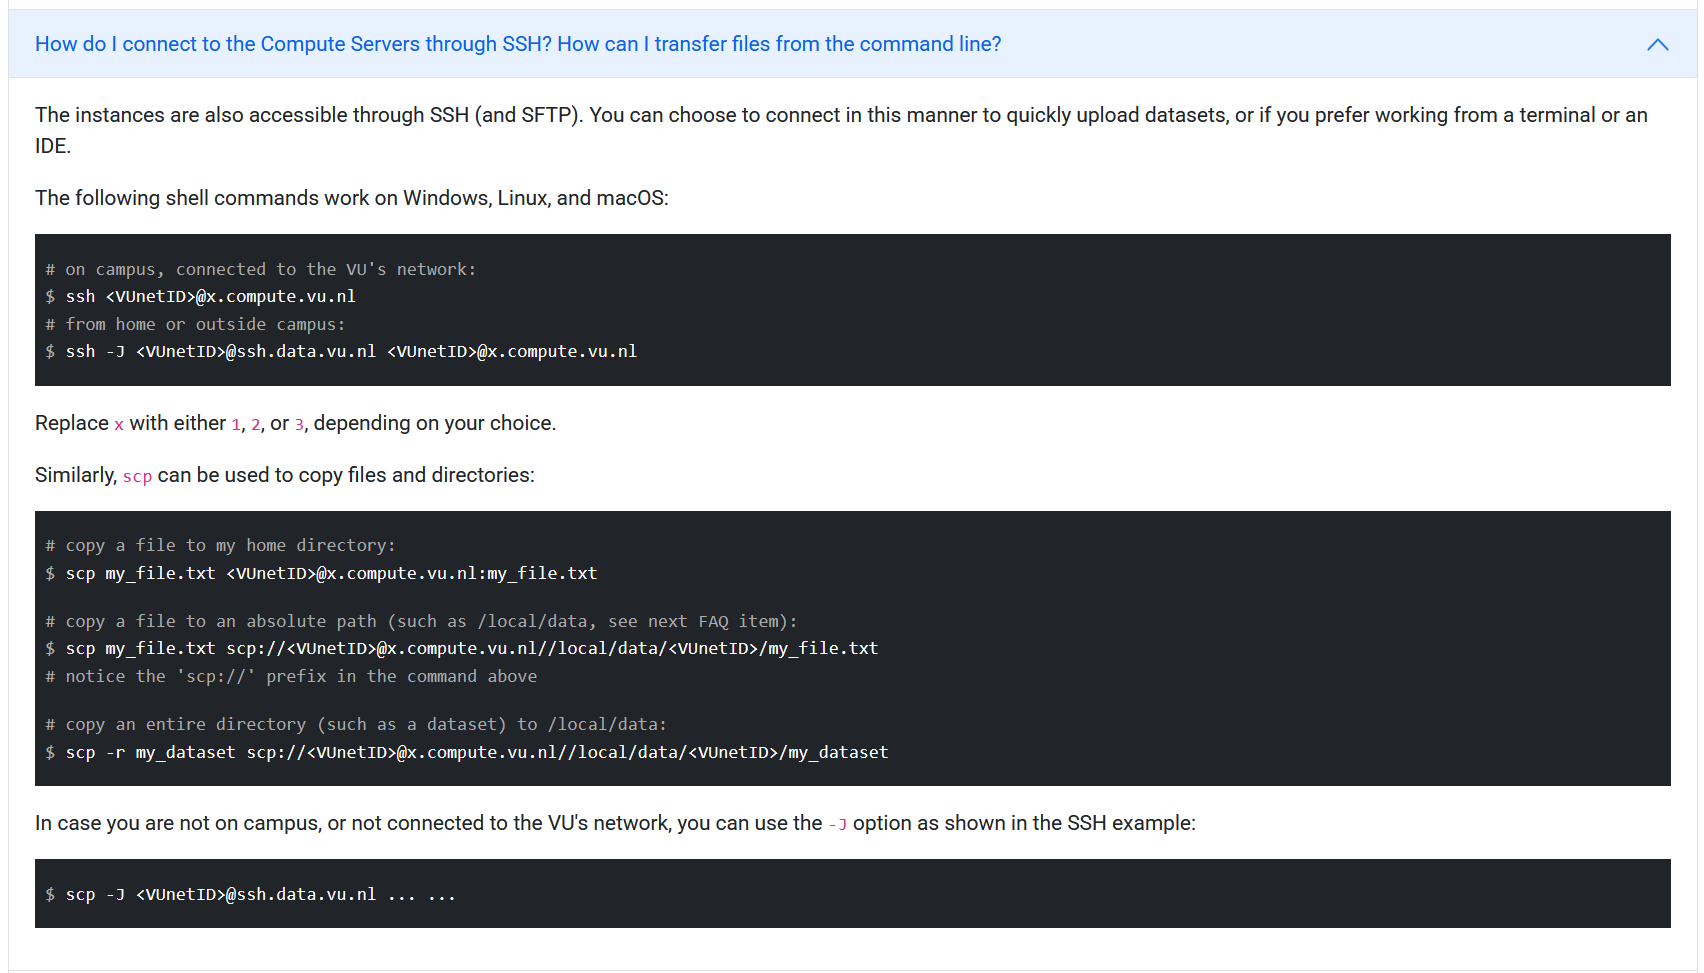 How do I connect to the Compute Servers through SSH? How can I transfer files from the command line?
The instances are also accessible through SSH (and SFTP). You can choose to connect in this manner to quickly upload datasets, or if you prefer working from a terminal or an
IDE.
The following shell commands work on Windows, Linux, and macOS:
# on campus, connected to the VU's network:
$ ssh <VUnetID>@x.compute.vu.nl
# from home or outside campus:
$ ssh -J <VUnetID>@ssh.data.vu.nl <VUnetID>@x.compute.vu.nl
Replace x with either 1, 2, or 3, depending on your choice.
Similarly, scp can be used to copy files and directories:
# copy a file to my home directory:
$ scp my_file.txt <VUnetID>@x.compute.vu.nl:my_file.txt
# copy a file to an absolute path (such as /local/data, see next FAQ item):
$ scp my_file.txt scp://<VUnetID>@x.compute.vu.nl//local/data/<VUnetID>/my_file.txt
# notice the 'scp://' prefix in the command above
# copy an entire directory (such as a dataset) to /local/data:
$ scp -r my_dataset scp://<VUnetID>@x.compute.vu.nl//local/data/<VUnetID>/my_dataset
In case you are not on campus, or not connected to the VU's network, you can use the -J option as shown in the SSH example:
$ scp -J <VUnetID>@ssh.data.vu.nl ... ...